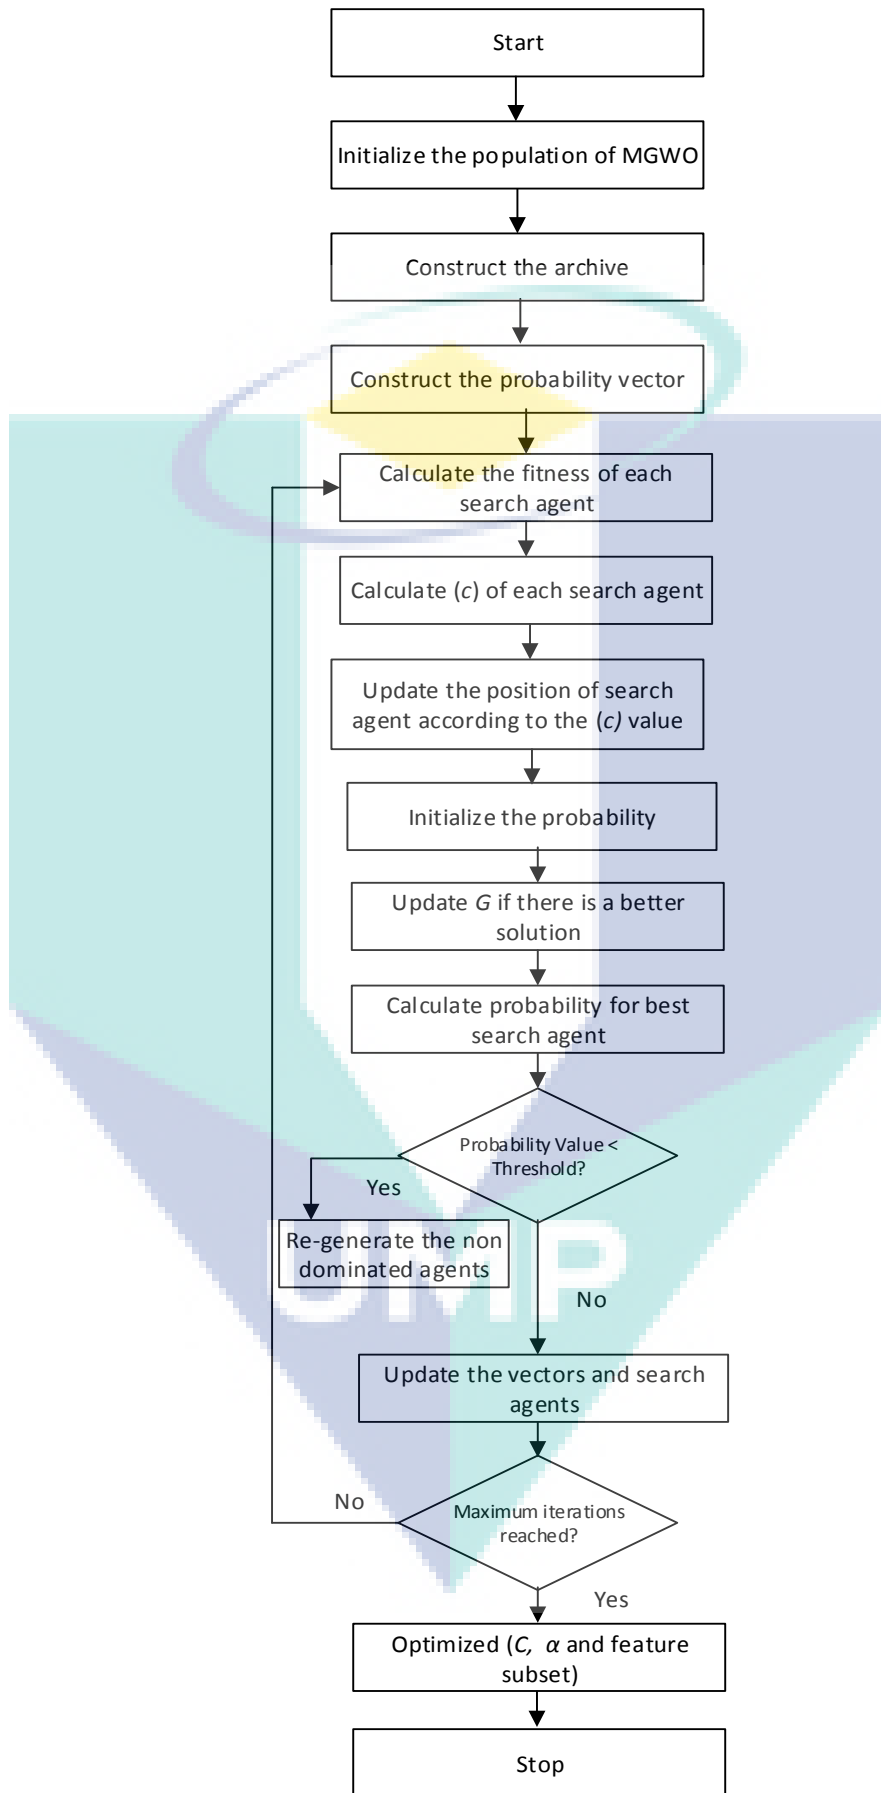 Start
Initialize the population of MGWO
Construct the archive
Construct the probability vector
Calculate the fitness of each
search agent
Calculate (c) of each search agent
Update the position of search
agent according to the (c) value
Initialize the probability
Update G if there is a better
solution
Calculate probability for best
search agent
Probability Value <
Threshold?
Yes
Re-generate the non
dominated agents
UMP
No
Update the vectors and search
agents
No
Maximum iterations
reached?
Yes
Optimized (C, α and feature
subset)
Stop